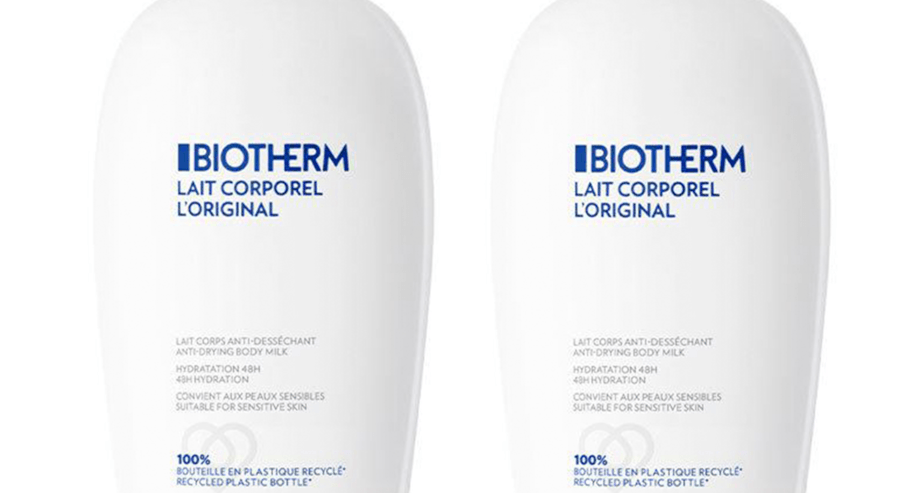 BIOTHERM
LAIT CORPOREL
L'ORIGINAL
LAIT CORPS ANTI-DESSÉCHANT
ANTI-DRYING BODY MILK
HYDRATATION 48H
48H HYDRATION
CONVIENT AUX PEAUX SENSIBLES
SUITABLE FOR SENSITIVE SKIN
100%
BOUTEILLE EN PLASTIQUE RECYCLÉ*
RECYCLED PLASTIC BOTTLE*
BIOTHERM
LAIT CORPOREL
L'ORIGINAL
LAIT CORPS ANTI-DESSÉCHANT
ANTI-DRYING BODY MILK
HYDRATATION 48H
48H HYDRATION
CONVIENT AUX PEAUX SENSIBLES
SUITABLE FOR SENSITIVE SKIN
100%
BOUTEILLE EN PLASTIQUE RECYCLÉ*
RECYCLED PLASTIC BOTTLE*